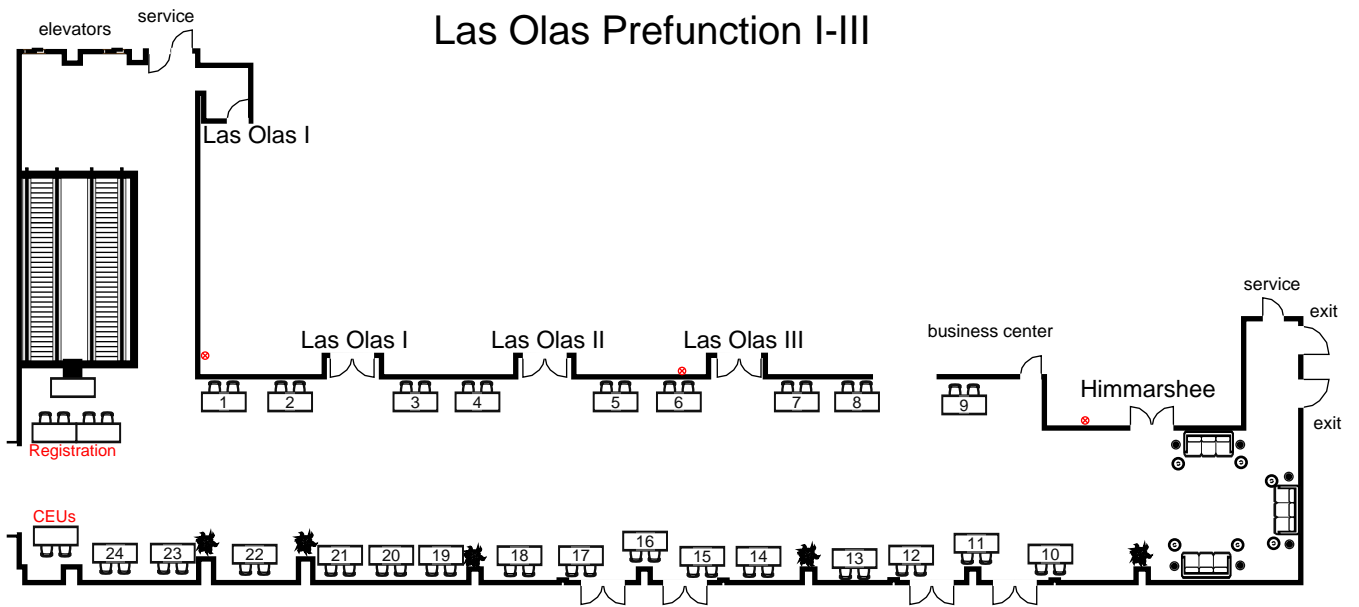 Las Olas Prefunction I-III
elevators
service
Las Olas I
service
exit
Las Olas I
Las Olas II
Las Olas III
business center
Himmarshee
exit
1
2
3
4
5
6
7
8
9
Registration
CEUs
24
23
22
21
20
19
18
17
16
15
14
13
12
11
10